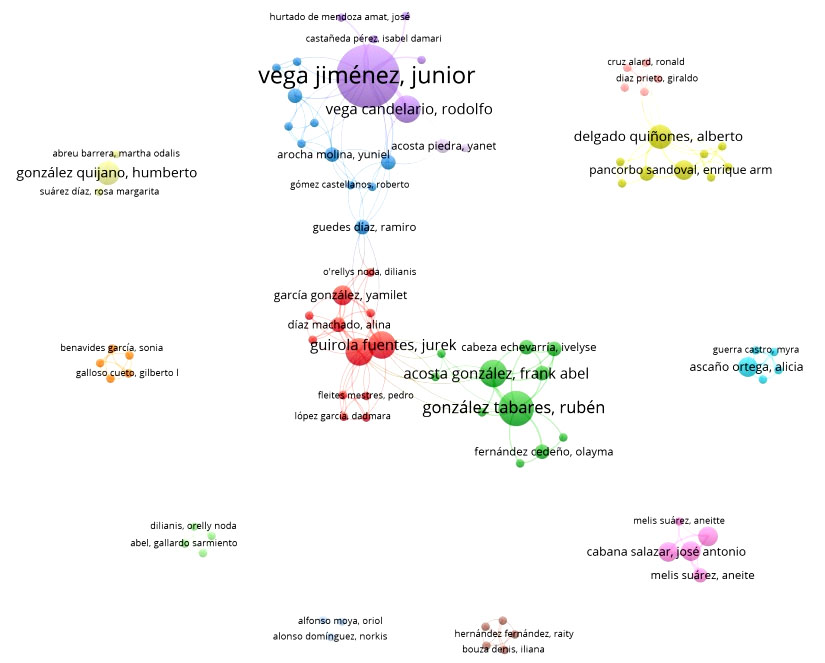 hurtado de mendoza amat, josé
castañeda pérez, isabel damari
cruz alard, ronald
vega jiménez, junior
diaz prieto, giraldo
vega candelario, rodolfo
delgado quiñones, alberto
acosta piedra, yanet
abreu barrera, martha odalis
arocha molina, yuniel
gonzález quijano, humberto
pancorbo sandoval, enrique arm
gómez castellanos, roberto
suárez díaz, rosa margarita
guedes díaz, ramiro
o'rellys noda, dilianis
garcía gonzález, yamilet
díaz machado, alina
guirola fuentes, jurek
cabeza echevarría, ivelyse
benavides garcía, sonia
guerra castro, myra
ascaño ortega, alicia
galloso cueto, gilberto l
acosta gonzález, frank abel
fleites mestres, pedro
gonzález tabares, rubén
lópez garcía, dadmara
fernández cedeño, olayma
melis suárez, aneitte
dilianis, orelly noda
abel, gallardo sarmiento
cabana salazar, josé antonio
melis suárez, aneite
alfonso moya, oriol
hernández fernández, raity
alonso domínguez, norkis
bouza denis, iliana